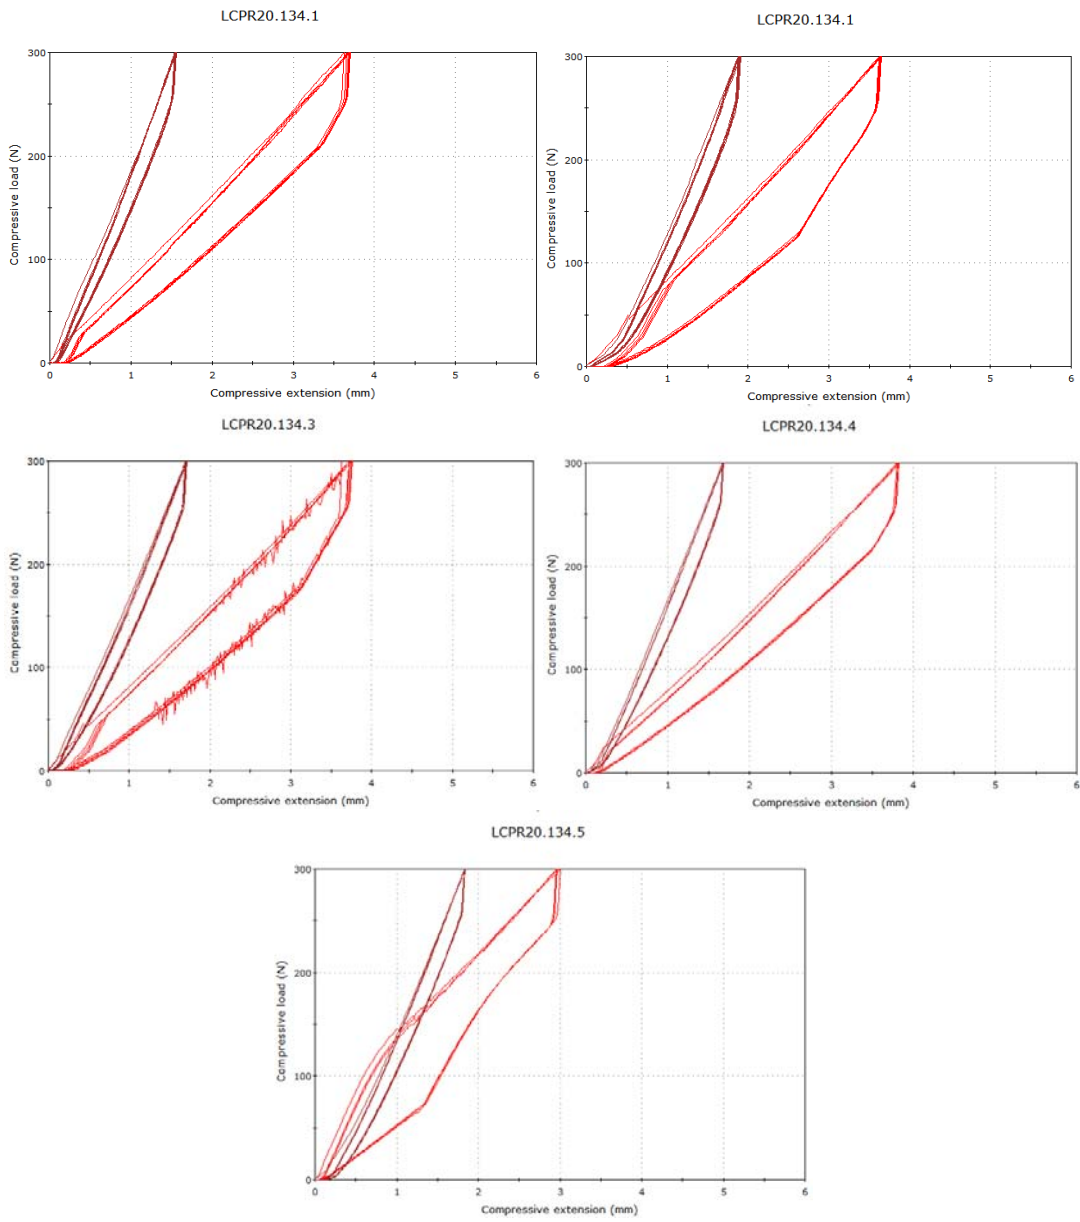 LCPR20.134.1
Compressive load (N)
300
200
100
0
0 1 2 3 4 5 6
Compressive extension (mm)
LCPR20.134.1
Compressive load (N)
300
200
100
0
0 1 2 3 4 5 6
Compressive extension (mm)
LCPR20.134.3
Compressive load (N)
300
200
100
0
0 1 2 3 4 5 6
Compressive extension (mm)
LCPR20.134.4
Compressive load (N)
300
200
100
0
0 1 2 3 4 5 6
Compressive extension (mm)
LCPR20.134.5
Compressive load (N)
300
200
100
0
0 1 2 3 4 5 6
Compressive extension (mm)